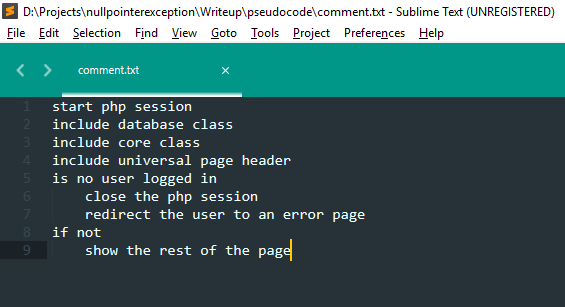 D:\Projects\nullpointerexception\Writeup\pseudocode\comment.txt - Sublime Text (UNREGISTERED)
File Edit Selection Find View Goto Tools Project Preferences Help
comment.txt ×
1 start php session
2 include database class
3 include core class
4 include universal page header
5 is no user logged in
6 close the php session
7 redirect the user to an error page
8 if not
9 show the rest of the page